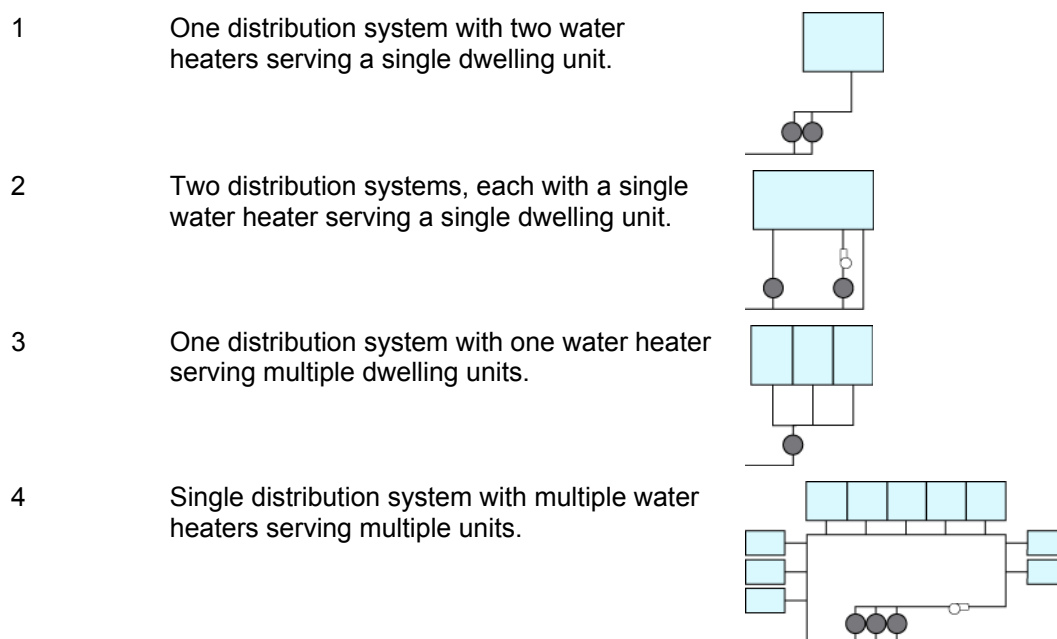 1 One distribution system with two water
heaters serving a single dwelling unit.
2 Two distribution systems, each with a single
water heater serving a single dwelling unit.
3 One distribution system with one water heater
serving multiple dwelling units.
4 Single distribution system with multiple water
heaters serving multiple units.